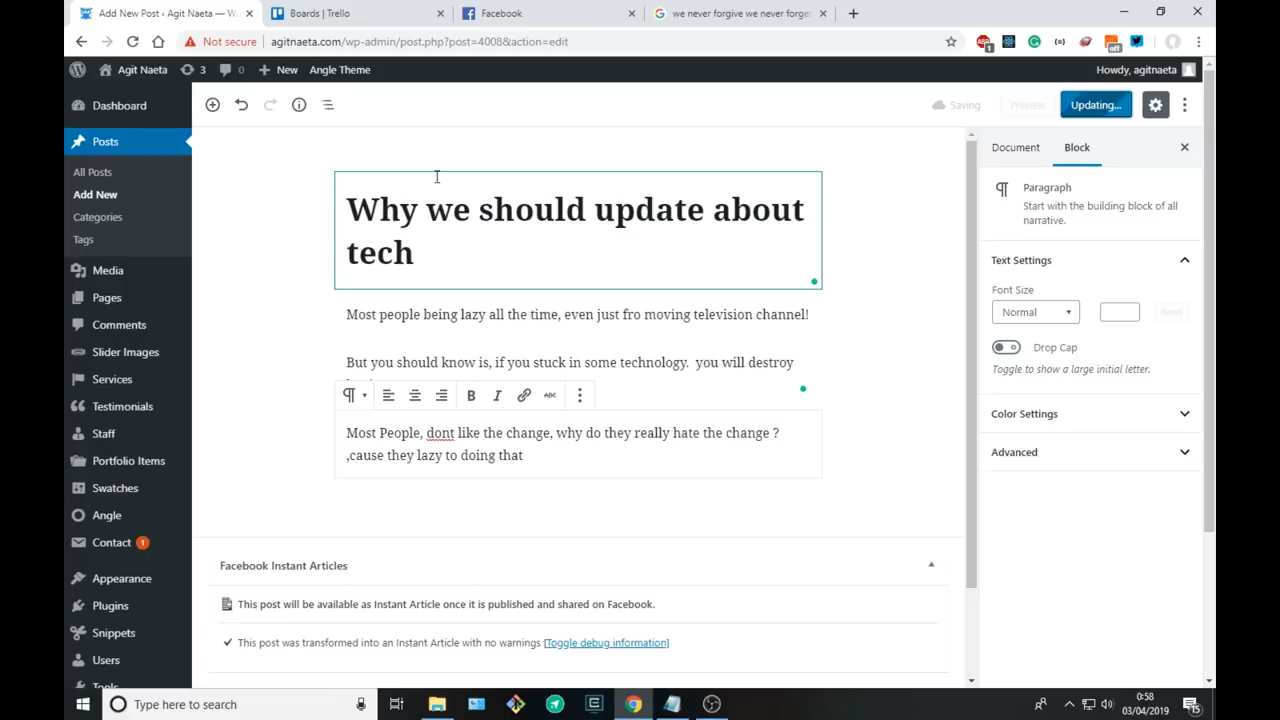 Add New Post ‹ Agit Naeta — W
Boards | Trello
Facebook
we never forgive we never forge
Not secure
agitnaeta.com/wp-admin/post.php?post=4008&action=edit
1
off
Agit Naeta
3
0
New
Angle Theme
Howdy, agitnaeta
Dashboard
Saving
Preview
Updating...
Posts
All Posts
Add New
Categories
Tags
Media
Pages
Comments
Slider Images
Services
Testimonials
Staff
Portfolio Items
Swatches
Angle
Contact 1
Appearance
Plugins
Snippets
Users
Tools
Why we should update about
tech
Most people being lazy all the time, even just fro moving television channel!
But you should know is, if you stuck in some technology.  you will destroy
B
I
ABC
Most People, dont like the change, why do they really hate the change ?
,cause they lazy to doing that
Facebook Instant Articles
This post will be available as Instant Article once it is published and shared on Facebook.
This post was transformed into an Instant Article with no warnings [Toggle debug information]
Document
Block
Paragraph
Start with the building block of all
narrative.
Text Settings
Font Size
Normal
Reset
Drop Cap
Toggle to show a large initial letter.
Color Settings
Advanced
Type here to search
0:58
03/04/2019
15